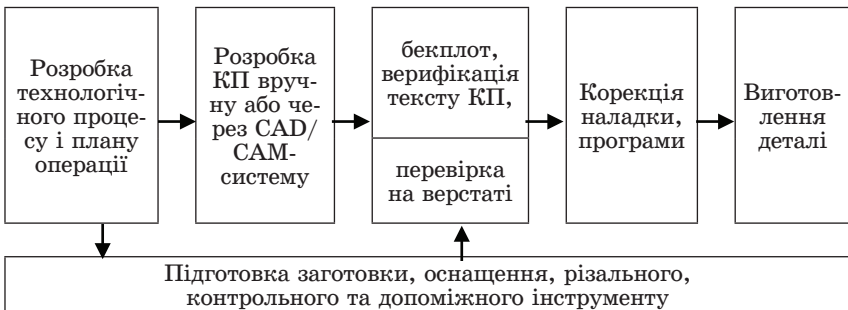 Розробка
технологіч-
ного проце-
су і плану
операції
Розробка
КП вруч-
ну або че-
рез CAD/
CAM-
систему
бекплот,
верифікація
тексту КП,
перевірка
на верстаті
Корекція
наладки,
програми
Виготов-
лення
деталі
Підготовка заготовки, оснащення, різального,
контрольного та допоміжного інструменту